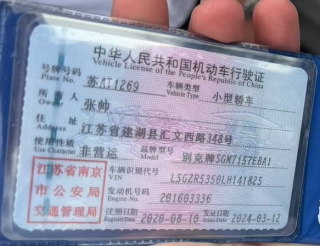 中华人民共和国机动车行驶证
Vehicle License of the People's Republic of China
号牌号码 苏A11269 车辆类型 小型轿车
Plate No. Vehicle Type
所有人 张帅
Owner
住址 江苏省建湖县汇文西路348号
Address
使用性质 非营运 品牌型号 别克牌SGM7157EBA1
Use Character
车辆识别代号 LSGZR5350LH141825
VIN
发动机号码 201603336
Engine No.
注册日期 2020-08-10 发证日期 2024-03-12
Register Date Issue Date
江苏省南京
市公安局
交通管理局